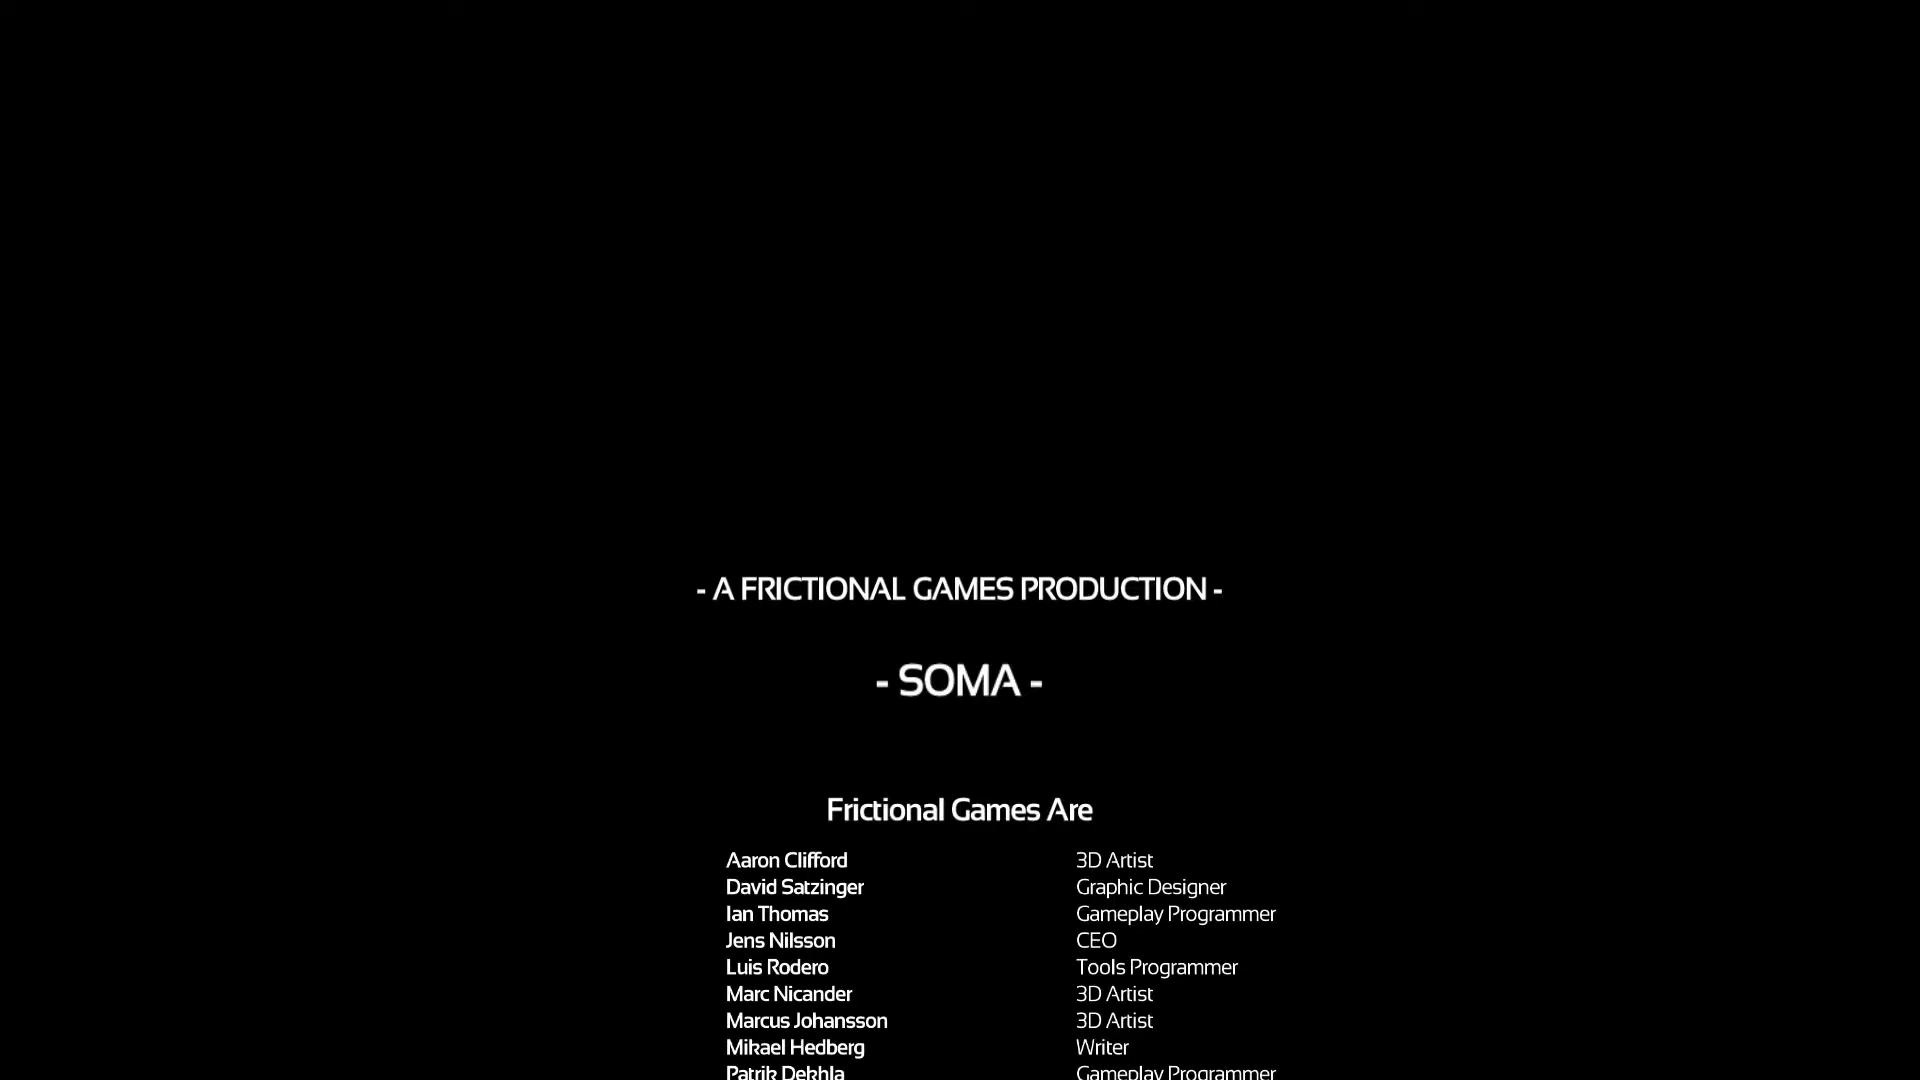 - A FRICTIONAL GAMES PRODUCTION -
- SOMA -
Frictional Games Are
Aaron Clifford 3D Artist
David Satzinger Graphic Designer
Ian Thomas Gameplay Programmer
Jens Nilsson CEO
Luis Rodero Tools Programmer
Marc Nicander 3D Artist
Marcus Johansson 3D Artist
Mikael Hedberg Writer
Patrik Dekhla Gameplay Programmer